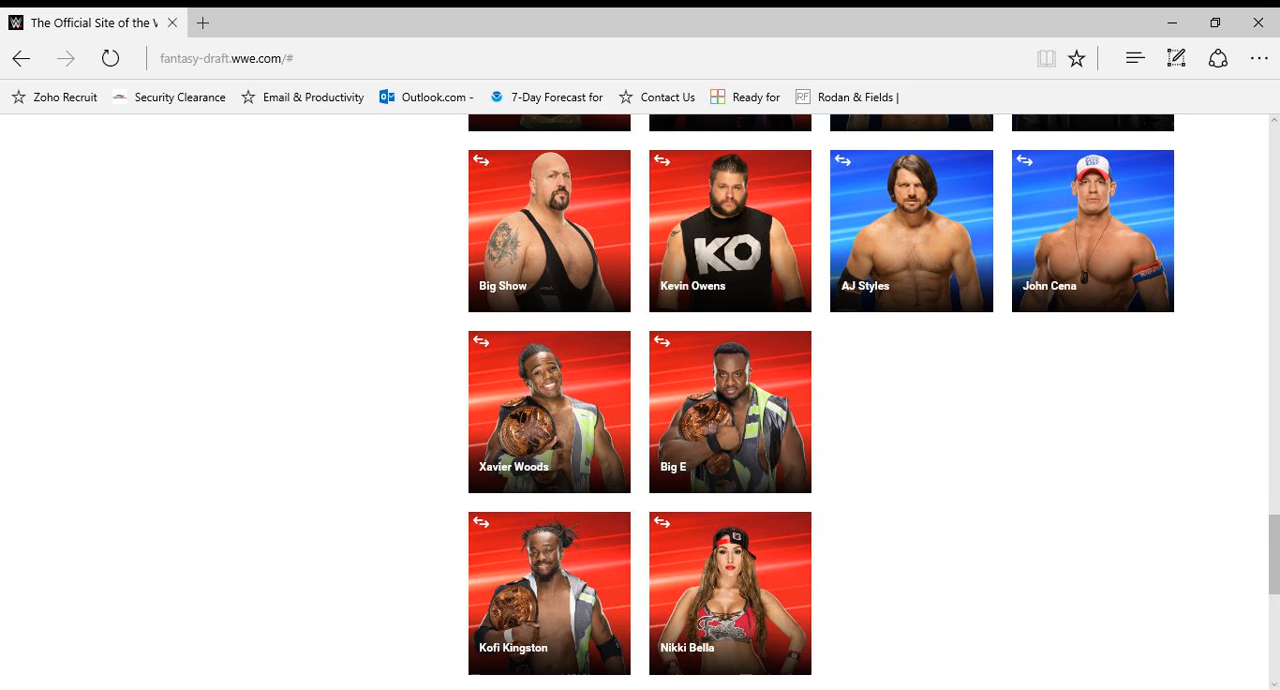 The Official Site of the W
fantasy-draft.wwe.com/#
Zoho Recruit Security Clearance Email & Productivity Outlook.com - 7-Day Forecast for Contact Us Ready for RF Rodan & Fields |
KO
Big Show Kevin Owens AJ Styles John Cena
Xavier Woods Big E
Kofi Kingston Nikki Bella